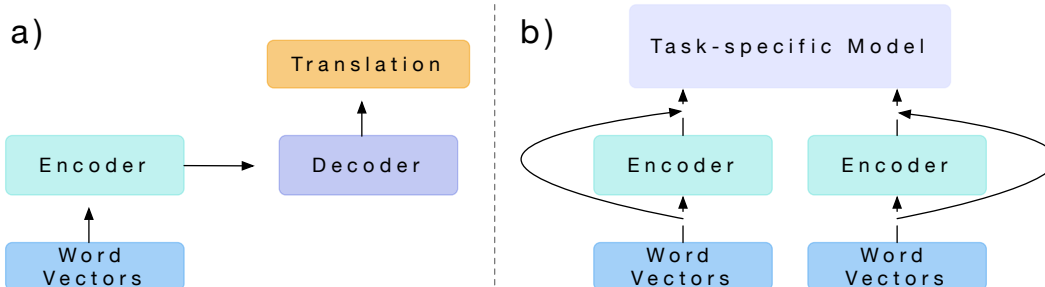 a)
Translation
Encoder
Decoder
Word
Vectors
b)
Task-specific Model
Encoder
Encoder
Word
Vectors
Word
Vectors